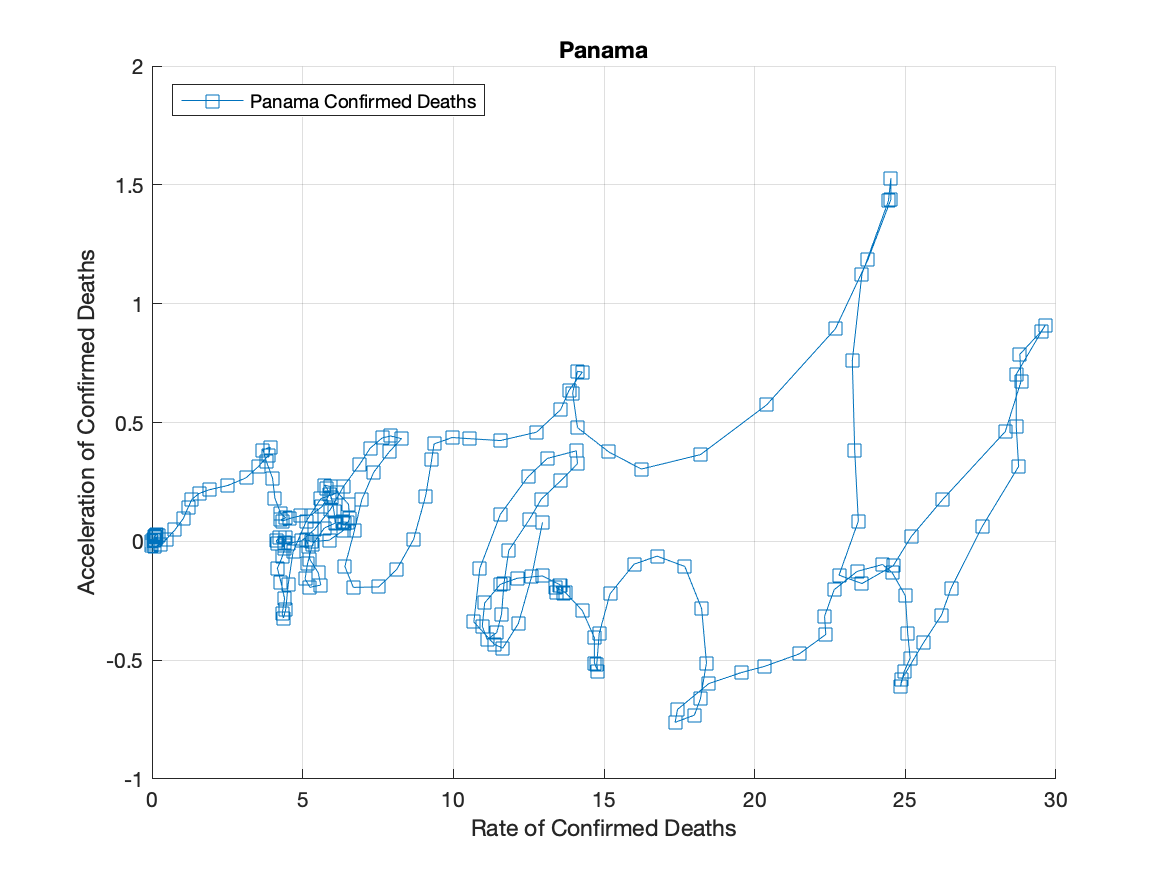 Panama
Panama Confirmed Deaths
2
1.5
1
0.5
0
-0.5
-1
Acceleration of Confirmed Deaths
0 5 10 15 20 25 30
Rate of Confirmed Deaths